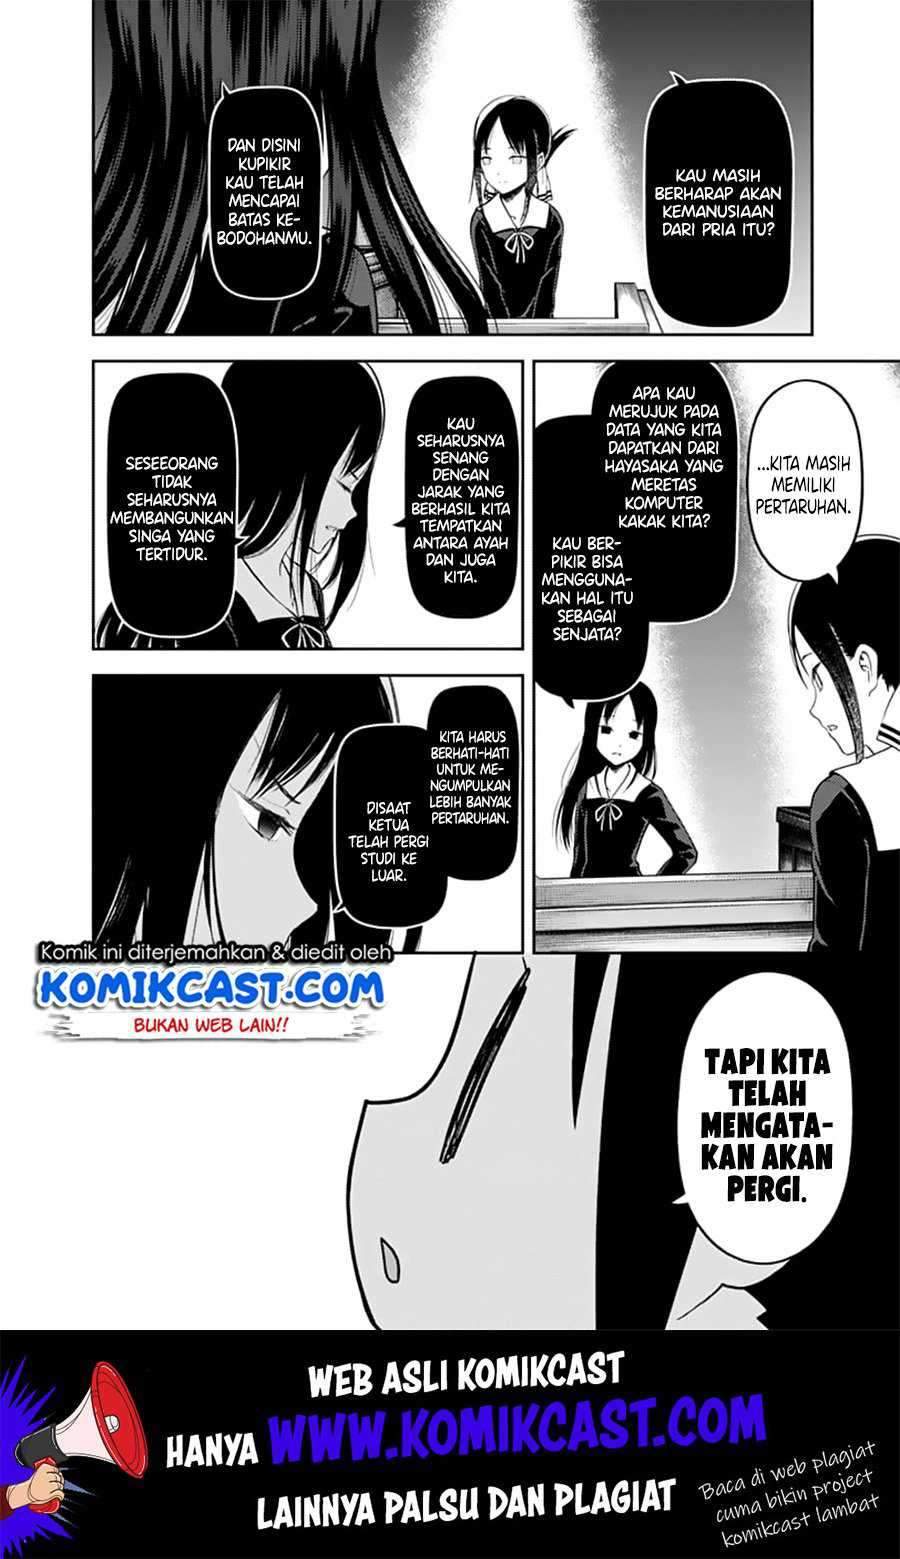 KAU MASIH
BERHARAP AKAN
KEMANUSIAAN
DARI PRIA ITU?
DAN DISINI
KUPIKIR
KAU TELAH
MENCAPAI
BATAS KE-
BODOHANMU.
...KITA MASIH
MEMILIKI
PERTARUHAN.
APA KAU
MERUJUK PADA
DATA YANG KITA
DAPATKAN DARI
HAYASAKA YANG
MERETAS
KOMPUTER
KAKAK KITA?
KAU BER-
PIKIR BISA
MENGGUNA-
KAN HAL ITU
SEBAGAI
SENJATA?
KAU
SEHARUSNYA
SENANG
DENGAN
JARAK YANG
BERHASIL KITA
TEMPATKAN
ANTARA AYAH
DAN JUGA
KITA.
SESEEORANG
TIDAK
SEHARUSNYA
MEMBANGUNKAN
SINGA YANG
TERTIDUR.
KITA HARUS
BERHATI-HATI
UNTUK ME-
NGUMPULKAN
LEBIH BANYAK
PERTARUHAN.
DISAAT
KETUA
TELAH PERGI
STUDI KE
LUAR.
Komik ini diterjemahkan & diedit oleh
KOMIKCAST.COM
BUKAN WEB LAIN!!
TAPI KITA
TELAH
MENGATA-
KAN AKAN
PERGI.
WEB ASLI KOMIKCAST
HANYA WWW.KOMIKCAST.COM
LAINNYA PALSU DAN PLAGIAT
Baca di web plagiat
cuma bikin project
komikcast lambat